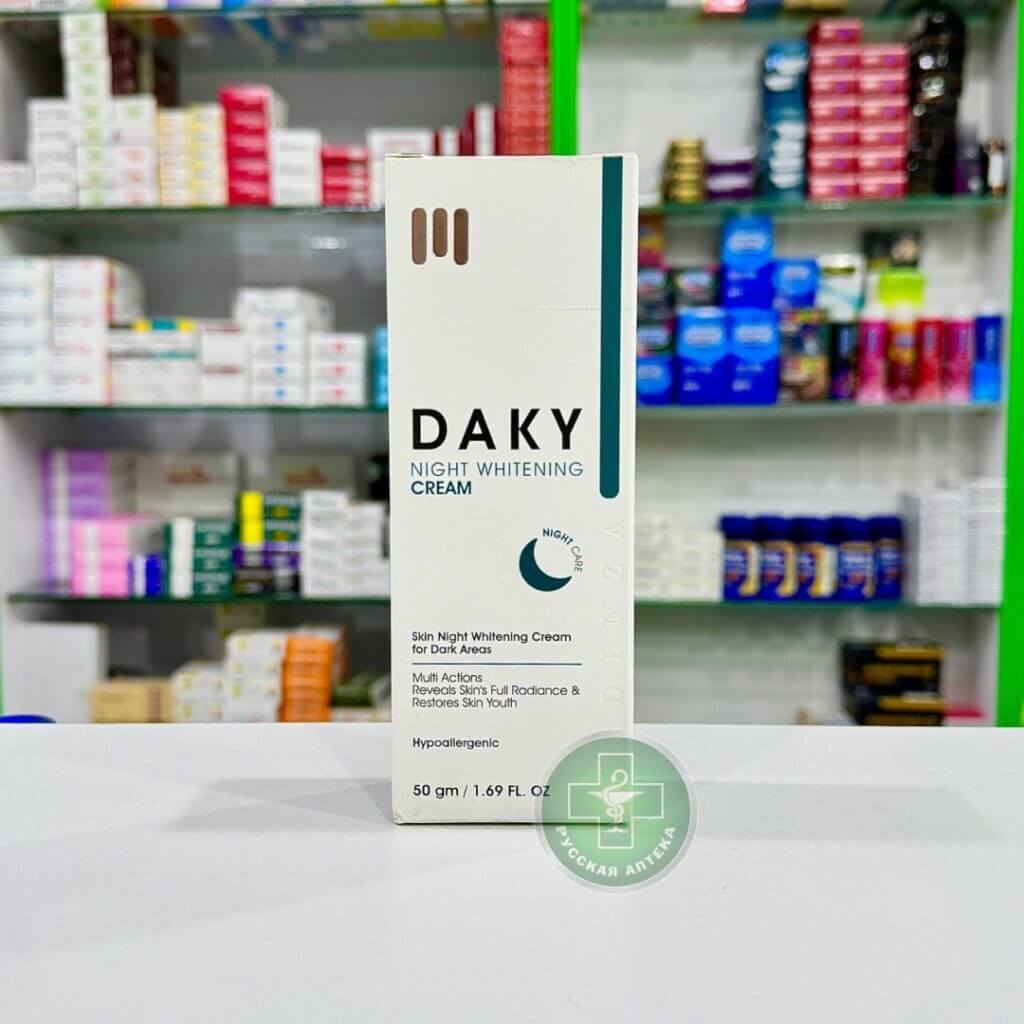 DAKY
NIGHT WHITENING
CREAM
NIGHT CARE
DINZA
Skin Night Whitening Cream
for Dark Areas
Multi Actions
Reveals Skin's Full Radiance &
Restores Skin Youth
Hypoallergenic
50 gm / 1.69 FL. OZ
РУССКАЯ АПТЕКА